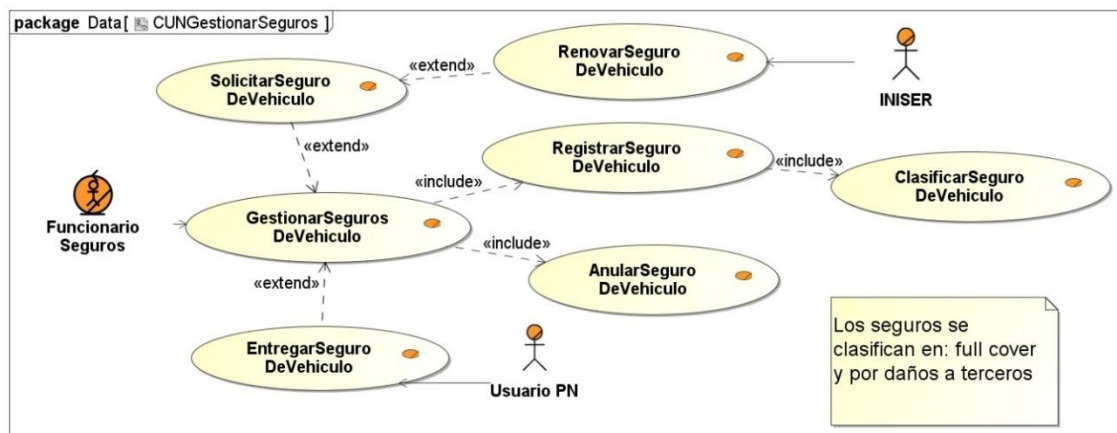 package Data[ CUNGestionarSeguros ]
SolicitarSeguro
DeVehiculo
«extend»
RenovarSeguro
DeVehiculo
INISER
«extend»
RegistrarSeguro
DeVehiculo
«include»
ClasificarSeguro
DeVehiculo
«include»
Funcionario
Seguros
GestionarSeguros
DeVehiculo
«include»
AnularSeguro
DeVehiculo
«extend»
EntregarSeguro
DeVehiculo
Usuario PN
Los seguros se
clasifican en: full cover
y por daños a terceros